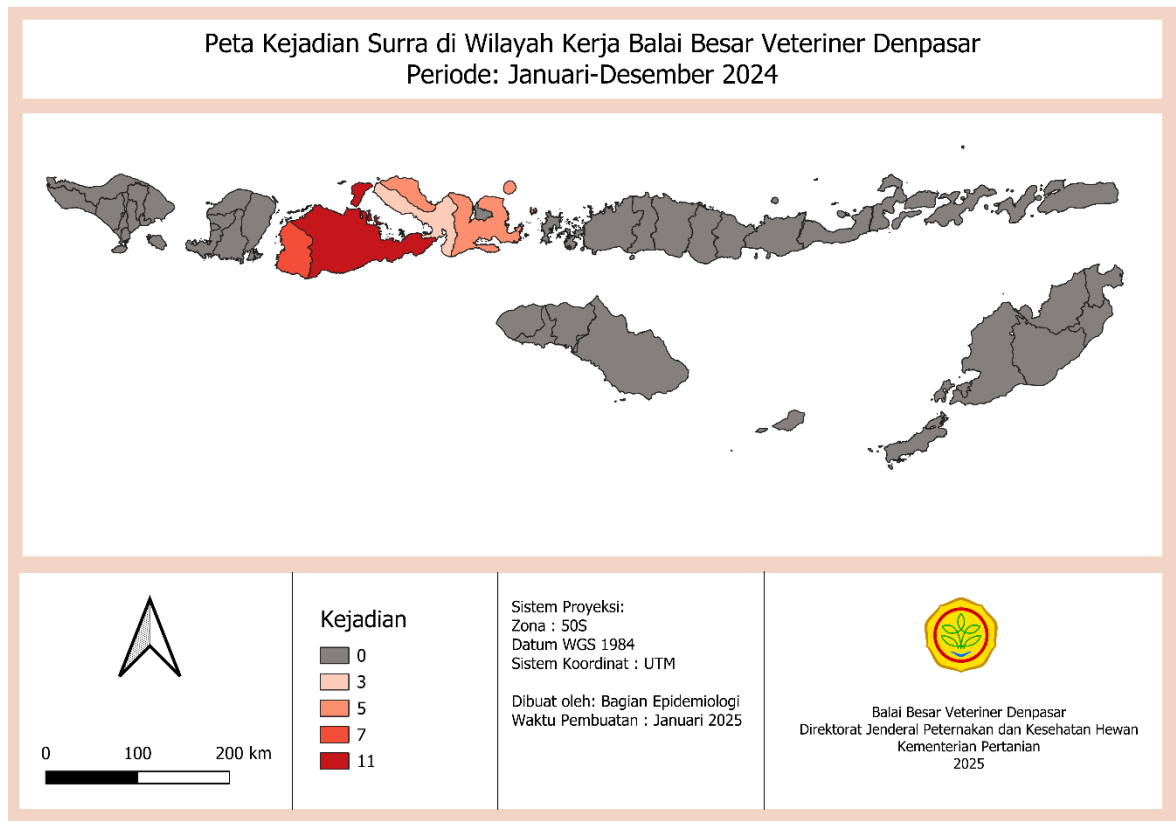 Peta Kejadian Surra di Wilayah Kerja Balai Besar Veteriner Denpasar
Periode: Januari-Desember 2024
0 100 200 km
Kejadian
0
3
5
7
11
Sistem Proyeksi:
Zona : 50S
Datum WGS 1984
Sistem Koordinat : UTM
Dibuat oleh: Bagian Epidemiologi
Waktu Pembuatan : Januari 2025
Balai Besar Veteriner Denpasar
Direktorat Jenderal Peternakan dan Kesehatan Hewan
Kementerian Pertanian
2025